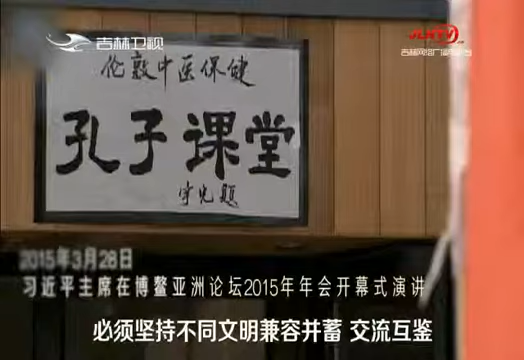 吉林卫视
JLNTV
吉林网络广播电视台
伦敦中医保健
孔子课堂
2015年3月28日
习近平主席在博鳌亚洲论坛2015年年会开幕式演讲
必须坚持不同文明兼容并蓄 交流互鉴